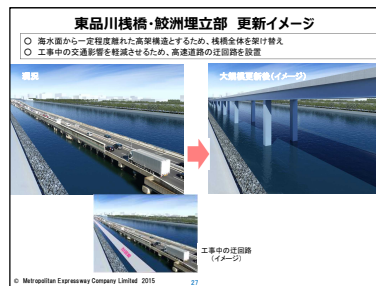 東品川桟橋・鮫洲埋立部 更新イメージ
○ 海水面から一定程度離れた高架構造とするため、桟橋全体を架け替え
○ 工事中の交通影響を軽減させるため、高速道路の迂回路を設置
現況
大規模更新後(イメージ)
迂回路
工事中の迂回路
(イメージ)
© Metropolitan Expressway Company Limited 2015
27